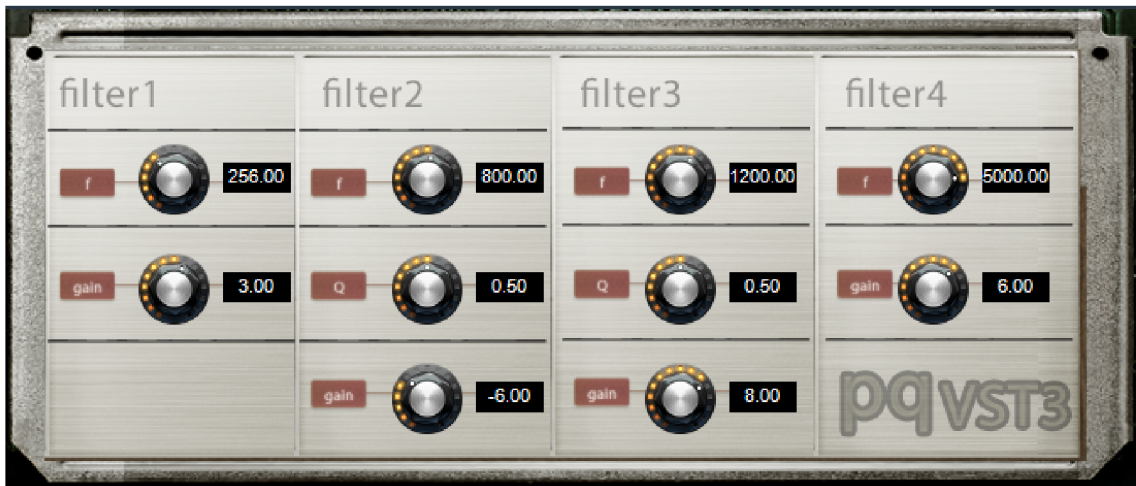 filter1 filter2 filter3 filter4
f 256.00 f 800.00 f 1200.00 f 5000.00
gain 3.00 Q 0.50 Q 0.50 gain 6.00
gain -6.00 gain 8.00 pq VST3